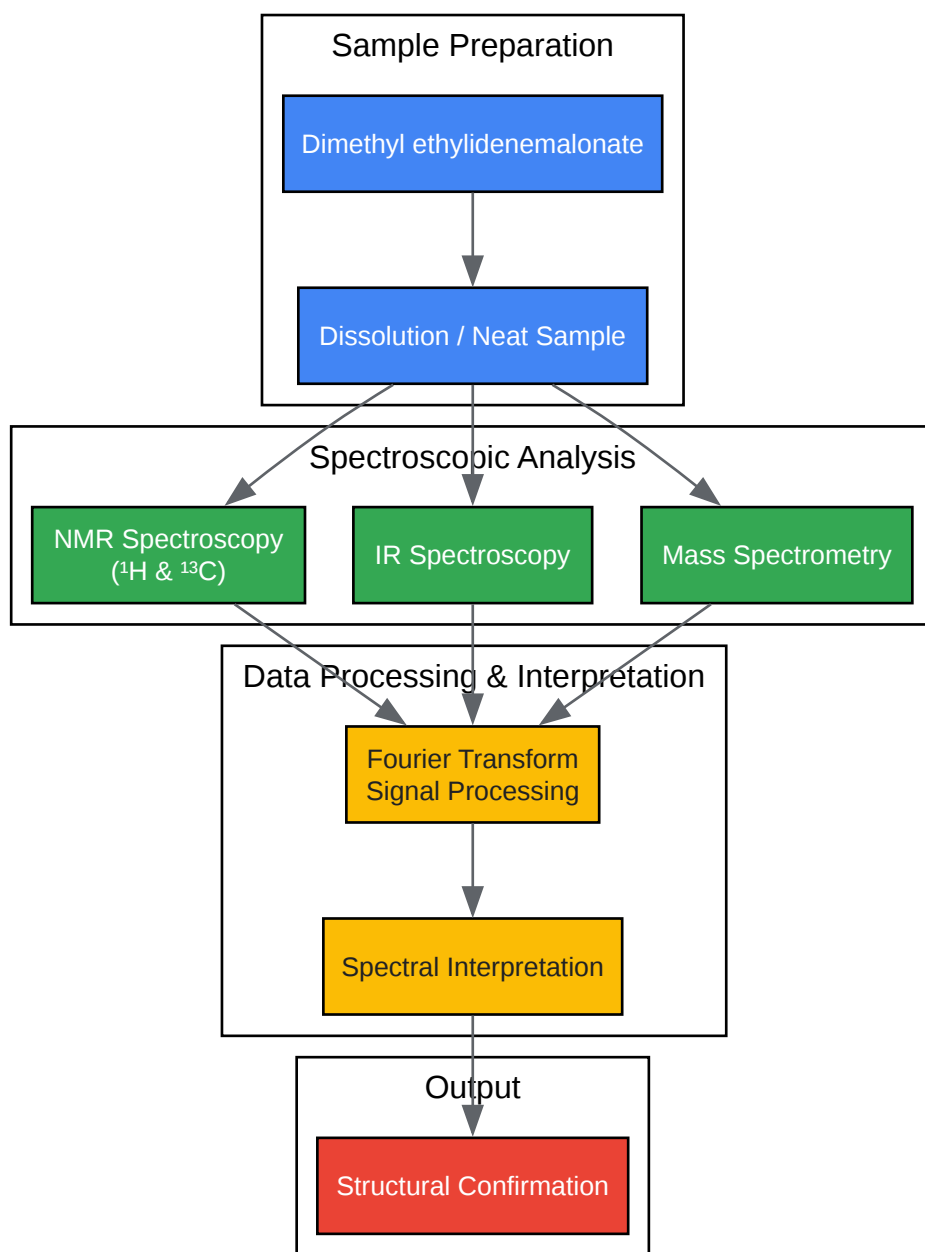 Sample Preparation
Dimethyl ethylidenemalonate
Dissolution / Neat Sample
Spectroscopic Analysis
NMR Spectroscopy
(¹H & ¹³C)
IR Spectroscopy
Mass Spectrometry
Data Processing & Interpretation
Fourier Transform
Signal Processing
Spectral Interpretation
Output
Structural Confirmation